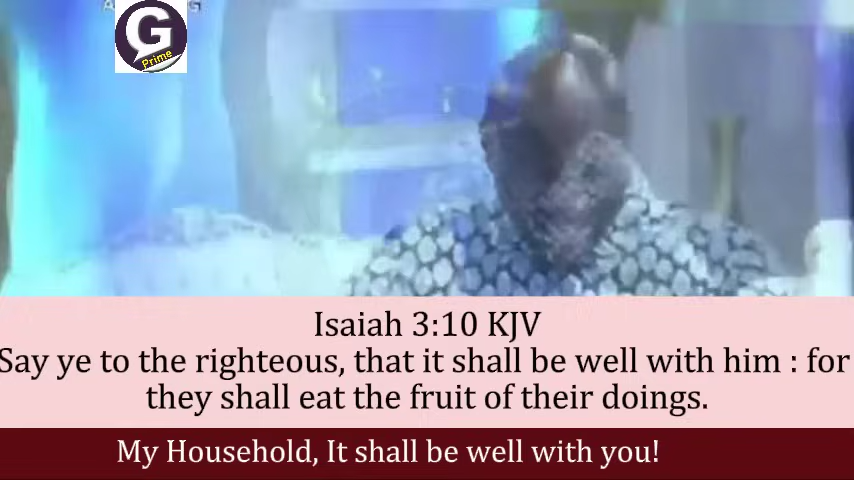 G
Prime
Isaiah 3:10 KJV
Say ye to the righteous, that it shall be well with him : for
they shall eat the fruit of their doings.
My Household, It shall be well with you!